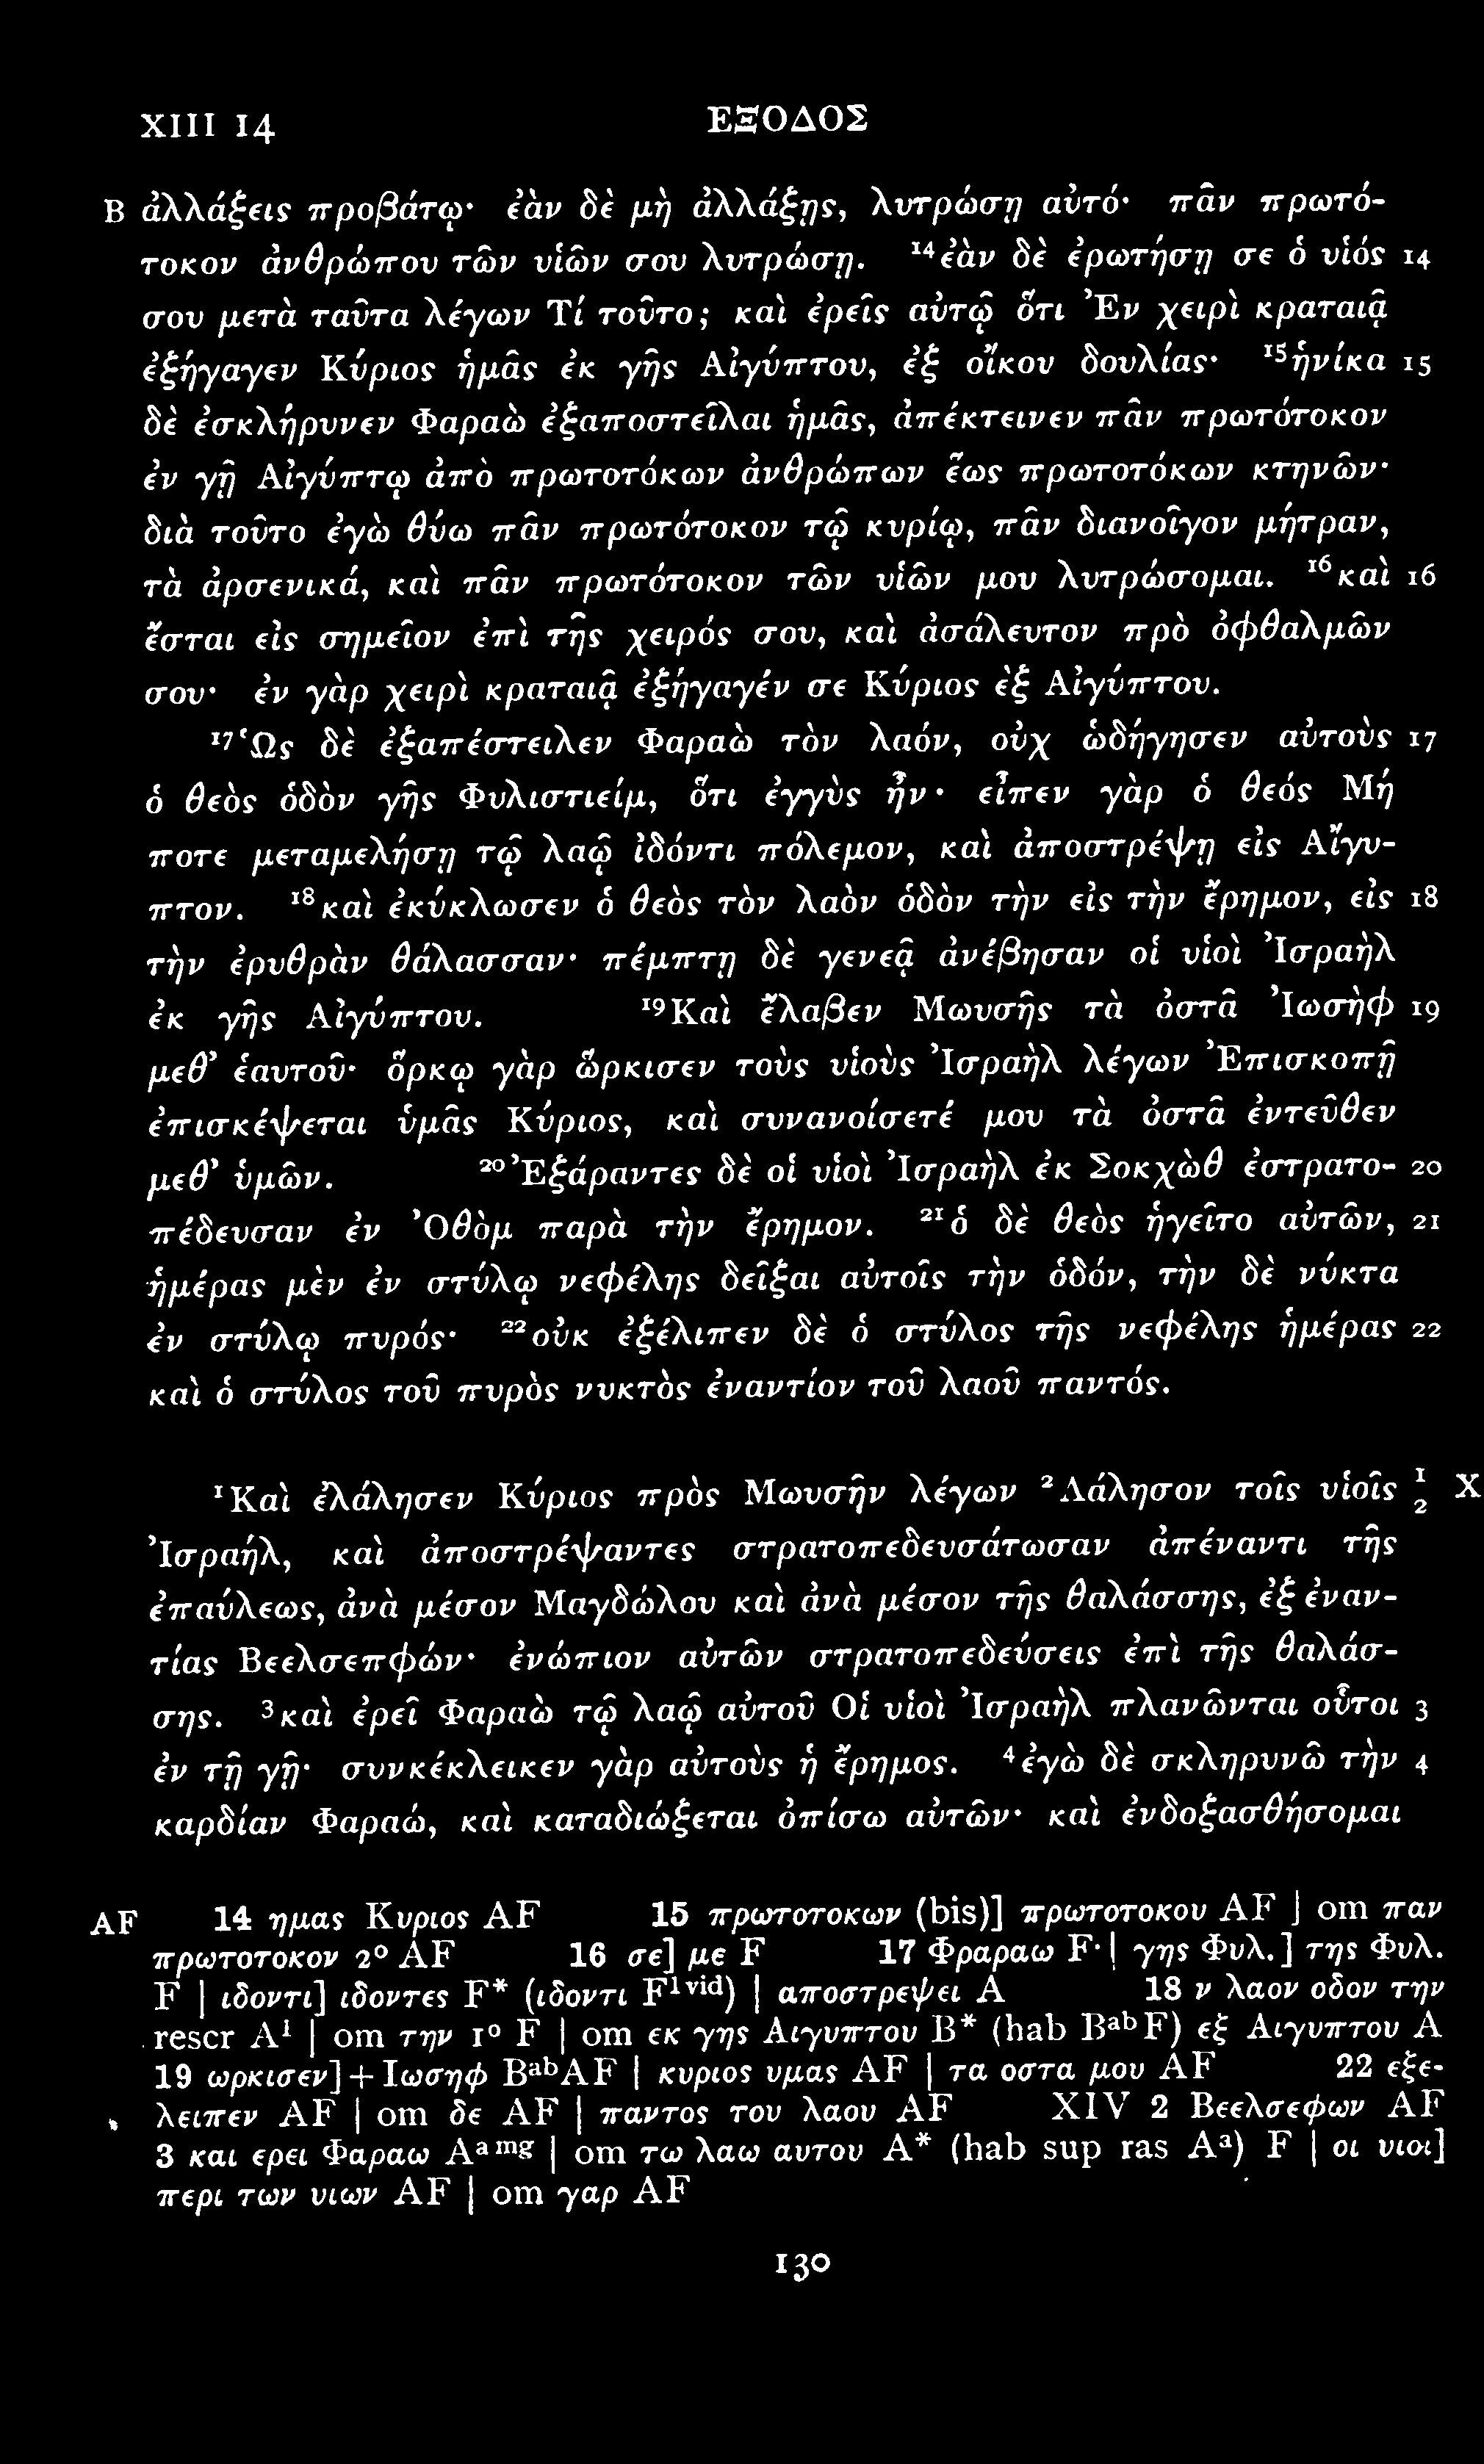 XIII 14 ΕΞΟΔΟΣ
B ἀλλάξεις προβάτῳ· ἐὰν δὲ μὴ ἀλλάξῃς, λυτρώσῃ αὐτό· πᾶν πρωτό-
τοκον ἀνθρώπου τῶν υἱῶν σου λυτρώσῃ. ¹⁴ἐὰν δὲ ἐρωτήσῃ σε ὁ υἱός 14
σου μετὰ ταῦτα λέγων Τί τοῦτο; καὶ ἐρεῖς αὐτῷ ὅτι Ἐν χειρὶ κραταιᾷ
ἐξήγαγεν Κύριος ἡμᾶς ἐκ γῆς Αἰγύπτου, ἐξ οἴκου δουλίας· ¹⁵ἡνίκα 15
δὲ ἐσκλήρυνεν Φαραὼ ἐξαποστεῖλαι ἡμᾶς, ἀπέκτεινεν πᾶν πρωτότοκον
ἐν γῇ Αἰγύπτῳ ἀπὸ πρωτοτόκων ἀνθρώπων ἕως πρωτοτόκων κτηνῶν·
διὰ τοῦτο ἐγὼ θύω πᾶν πρωτότοκον τῷ κυρίῳ, πᾶν διανοῖγον μήτραν,
τὰ ἀρσενικά, καὶ πᾶν πρωτότοκον τῶν υἱῶν μου λυτρώσομαι. ¹⁶καὶ 16
ἔσται εἰς σημεῖον ἐπὶ τῆς χειρός σου, καὶ ἀσάλευτον πρὸ ὀφθαλμῶν
σου· ἐν γὰρ χειρὶ κραταιᾷ ἐξήγαγέν σε Κύριος ἐξ Αἰγύπτου.
¹⁷Ὡς δὲ ἐξαπέστειλεν Φαραὼ τὸν λαόν, οὐχ ὡδήγησεν αὐτοὺς 17
ὁ θεὸς ὁδὸν γῆς Φυλιστιείμ, ὅτι ἐγγὺς ἦν· εἶπεν γὰρ ὁ θεός Μή
ποτε μεταμελήσῃ τῷ λαῷ ἰδόντι πόλεμον, καὶ ἀποστρέψῃ εἰς Αἴγυ-
πτον. ¹⁸καὶ ἐκύκλωσεν ὁ θεὸς τὸν λαὸν ὁδὸν τὴν εἰς τὴν ἔρημον, εἰς 18
τὴν ἐρυθρὰν θάλασσαν· πέμπτῃ δὲ γενεᾷ ἀνέβησαν οἱ υἱοὶ Ἰσραὴλ
ἐκ γῆς Αἰγύπτου. ¹⁹Καὶ ἔλαβεν Μωυσῆς τὰ ὀστᾶ Ἰωσὴφ 19
μεθ᾽ ἑαυτοῦ· ὅρκῳ γὰρ ὥρκισεν τοὺς υἱοὺς Ἰσραὴλ λέγων Ἐπισκοπῇ
ἐπισκέψεται ὑμᾶς Κύριος, καὶ συνανοίσετέ μου τὰ ὀστᾶ ἐντεῦθεν
μεθ᾽ ὑμῶν. ²⁰Ἐξάραντες δὲ οἱ υἱοὶ Ἰσραὴλ ἐκ Σοκχὼθ ἐστρατο- 20
πέδευσαν ἐν Ὀθὸμ παρὰ τὴν ἔρημον. ²¹ὁ δὲ θεὸς ἡγεῖτο αὐτῶν, 21
ἡμέρας μὲν ἐν στύλῳ νεφέλης δεῖξαι αὐτοῖς τὴν ὁδόν, τὴν δὲ νύκτα
ἐν στύλῳ πυρός· ²²οὐκ ἐξέλιπεν δὲ ὁ στύλος τῆς νεφέλης ἡμέρας 22
καὶ ὁ στύλος τοῦ πυρὸς νυκτὸς ἐναντίον τοῦ λαοῦ παντός.
¹Καὶ ἐλάλησεν Κύριος πρὸς Μωυσῆν λέγων ²Λάλησον τοῖς υἱοῖς 1 2 X
Ἰσραήλ, καὶ ἀποστρέψαντες στρατοπεδευσάτωσαν ἀπέναντι τῆς
ἐπαύλεως, ἀνὰ μέσον Μαγδώλου καὶ ἀνὰ μέσον τῆς θαλάσσης, ἐξ ἐναν-
τίας Βεελσεπφών· ἐνώπιον αὐτῶν στρατοπεδεύσεις ἐπὶ τῆς θαλάσ-
σης. ³καὶ ἐρεῖ Φαραὼ τῷ λαῷ αὐτοῦ Οἱ υἱοὶ Ἰσραὴλ πλανῶνται οὗτοι 3
ἐν τῇ γῇ· συνκέκλεικεν γὰρ αὐτοὺς ἡ ἔρημος. ⁴ἐγὼ δὲ σκληρυνῶ τὴν 4
καρδίαν Φαραώ, καὶ καταδιώξεται ὀπίσω αὐτῶν· καὶ ἐνδοξασθήσομαι
AF 14 ημας Κυριος AF 15 πρωτοτοκων (bis)] πρωτοτοκου AF | om παν
πρωτοτοκον 2° AF 16 σε] με F 17 Φραραω F· | γης Φυλ.] της Φυλ.
F | ιδοντι] ιδοντες F* (ιδοντι F¹ᵛⁱᵈ) | αποστρεψει A 18 ν λαον οδον την
rescr A¹ | om την 1° F | om εκ γης Αιγυπτου B* (hab BᵃᵇF) εξ Αιγυπτου A
19 ωρκισεν] + Ιωσηφ BᵃᵇAF | κυριος υμας AF | τα οστα μου AF 22 εξε-
λειπεν AF | om δε AF | παντος του λαου AF XIV 2 Βεελσεφων AF
3 και ερει Φαραω Aᵃᵐᵍ | om τω λαω αυτου A* (hab sup ras Aᵃ) F | οι υιοι]
περι των υιων AF | om γαρ AF
130